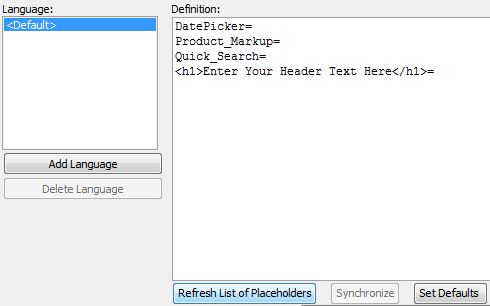 Language:
<Default>
Add Language
Delete Language
Definition:
DatePicker=
Product_Markup=
Quick_Search=
<h1>Enter Your Header Text Here</h1>=
Refresh List of Placeholders
Synchronize
Set Defaults